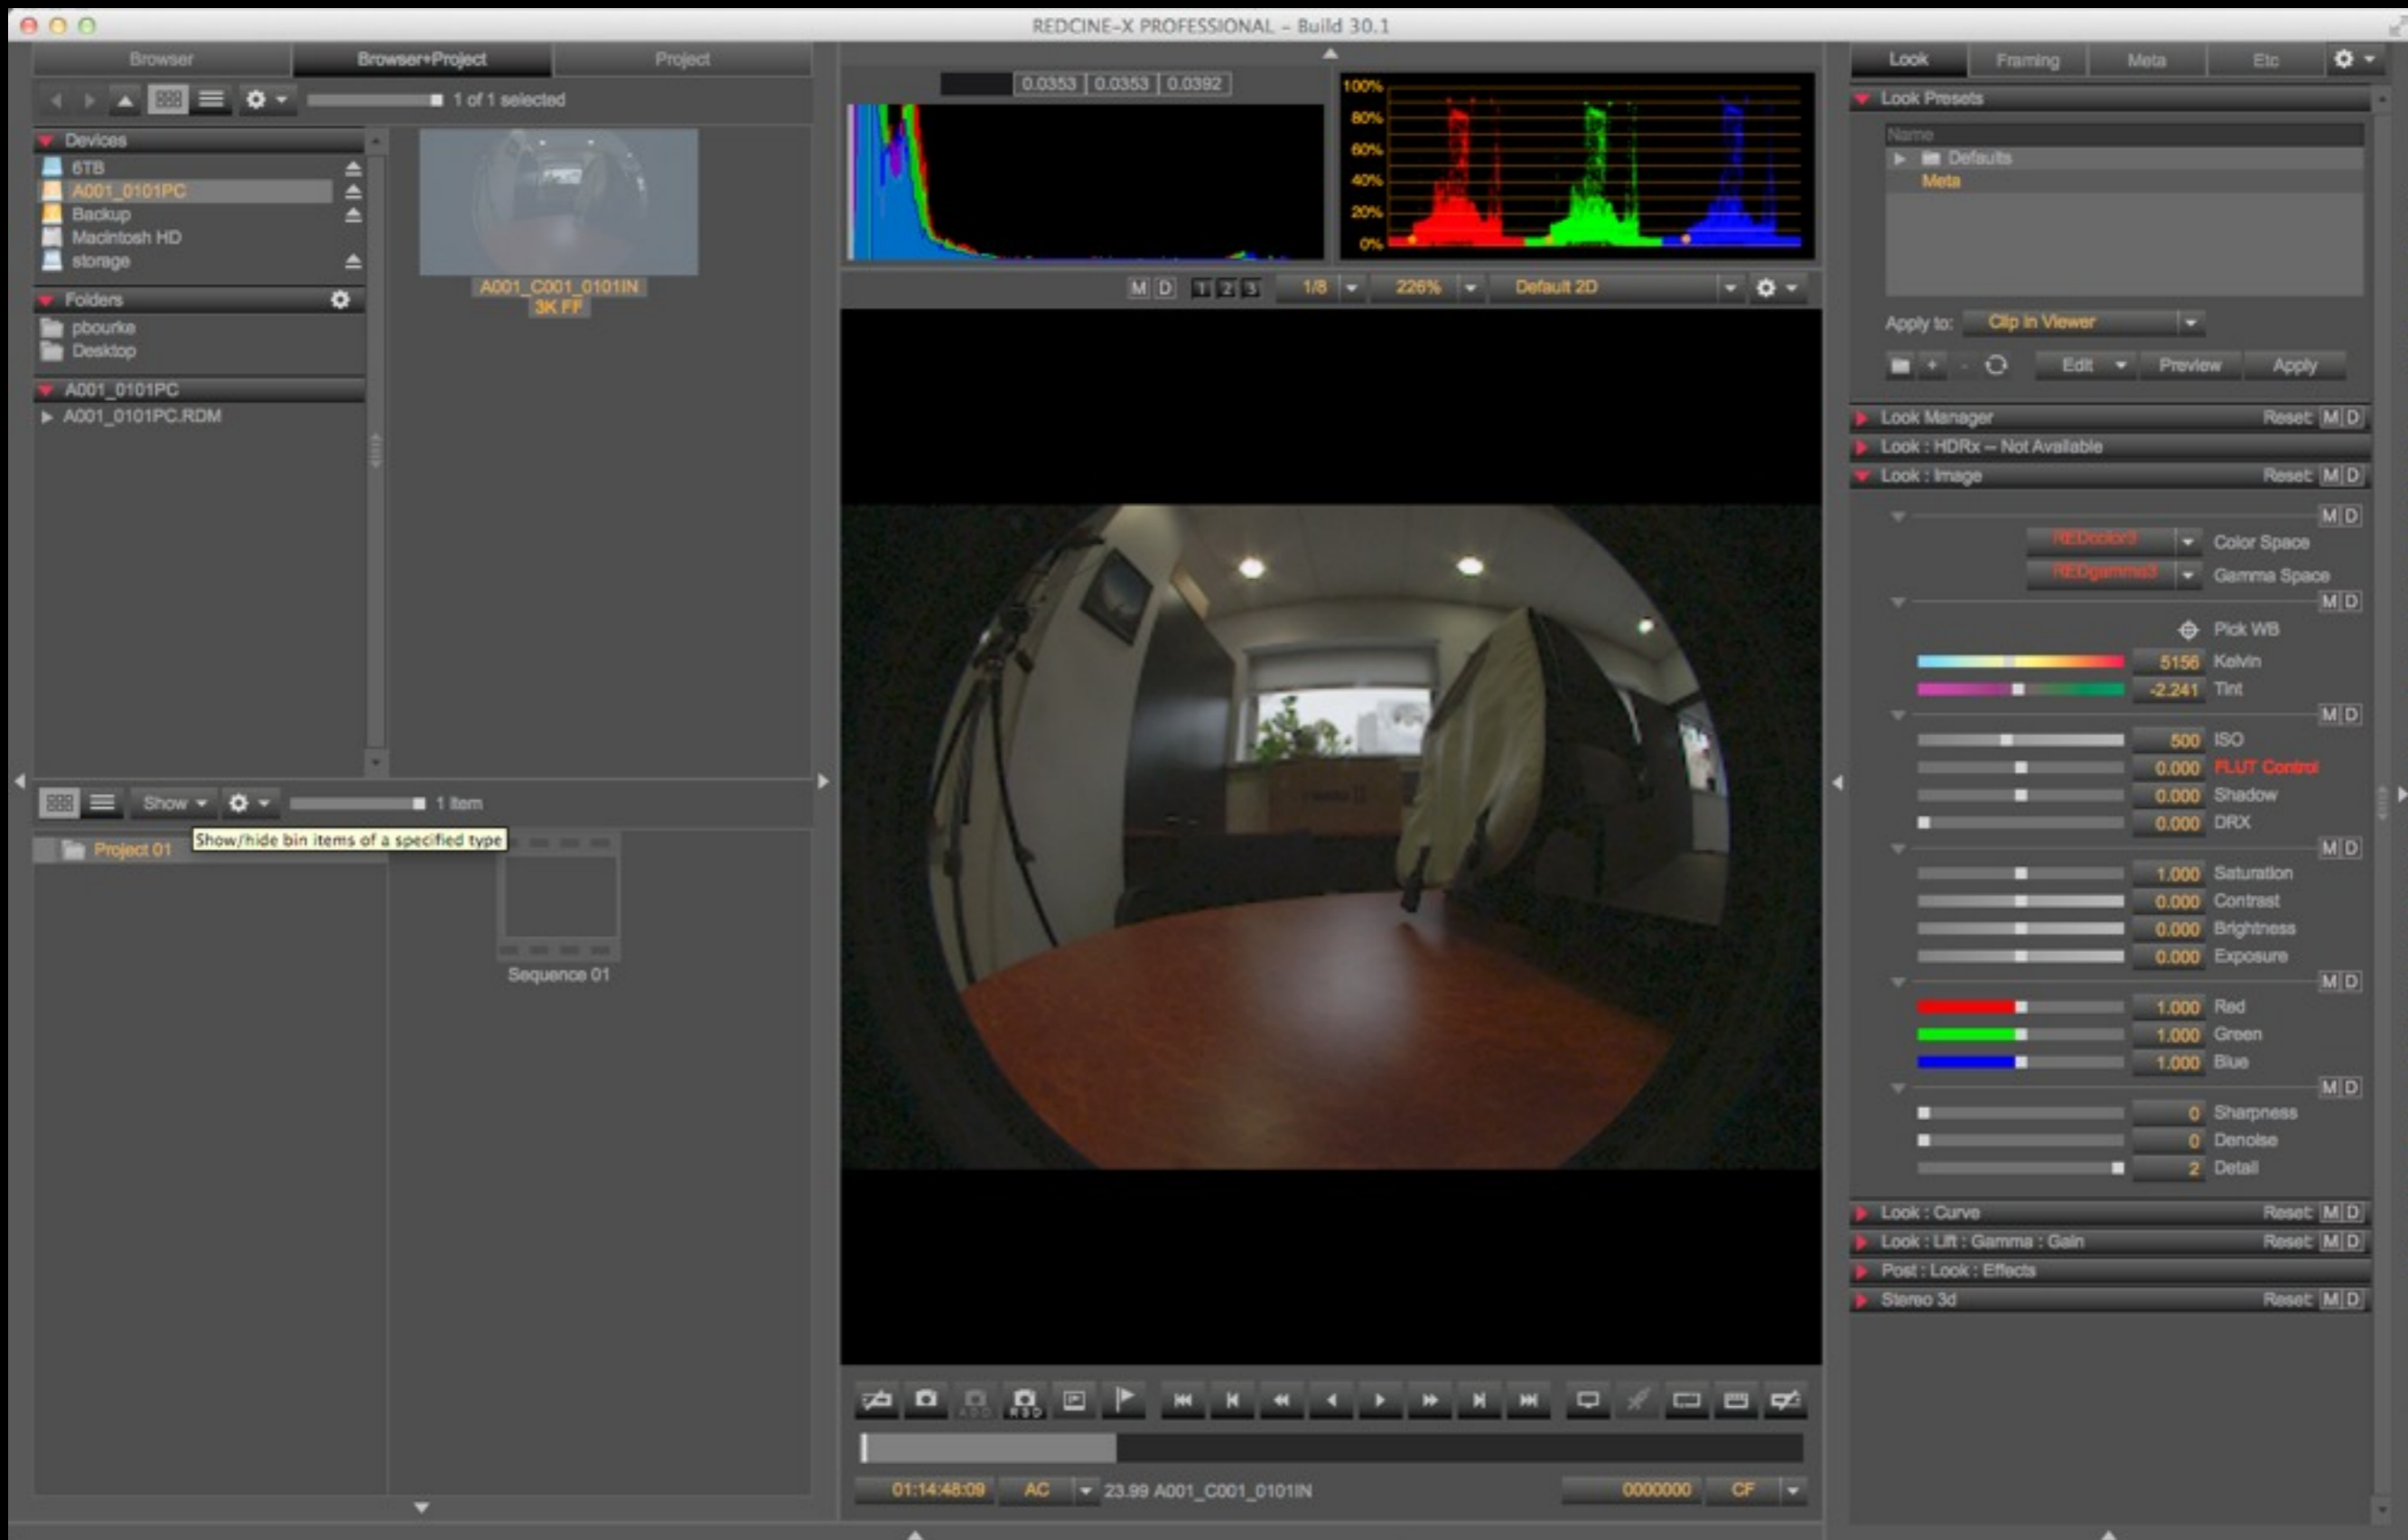 REDCINE-X PROFESSIONAL - Build 30.1
Browser
Browser+Project
Project
1 of 1 selected
Devices
6TB
A001_0101PC
Backup
Macintosh HD
storage
Folders
pbourke
Desktop
A001_0101PC
A001_0101PC.RDM
A001_C001_0101IN
3K FF
Show
1 Item
Show/hide bin items of a specified type
Project 01
Sequence 01
0.0353 0.0353 0.0392
100%
80%
60%
40%
20%
0%
M D 1 2 3 1/8 226% Default 2D
ADD
R3D
01:14:48:09 AC 23.99 A001_C001_0101IN 0000000 CF
Look Framing Meta Etc
Look Presets
Name
Defaults
Meta
Apply to: Clip in Viewer
+ - Edit Preview Apply
Look Manager Reset: M D
Look : HDRx – Not Available
Look : Image Reset: M D
M D
REDcolor3 Color Space
REDgamma3 Gamma Space
M D
Pick WB
5156 Kelvin
-2.241 Tint
M D
500 ISO
0.000 FLUT Control
0.000 Shadow
0.000 DRX
M D
1.000 Saturation
0.000 Contrast
0.000 Brightness
0.000 Exposure
M D
1.000 Red
1.000 Green
1.000 Blue
M D
0 Sharpness
0 Denoise
2 Detail
Look : Curve Reset: M D
Look : Lift : Gamma : Gain Reset: M D
Post : Look : Effects
Stereo 3d Reset: M D